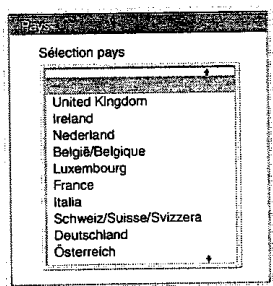 Pays
Sélection pays
United Kingdom
Ireland
Nederland
België/Belgique
Luxembourg
France
Italia
Schweiz/Suisse/Svizzera
Deutschland
Österreich